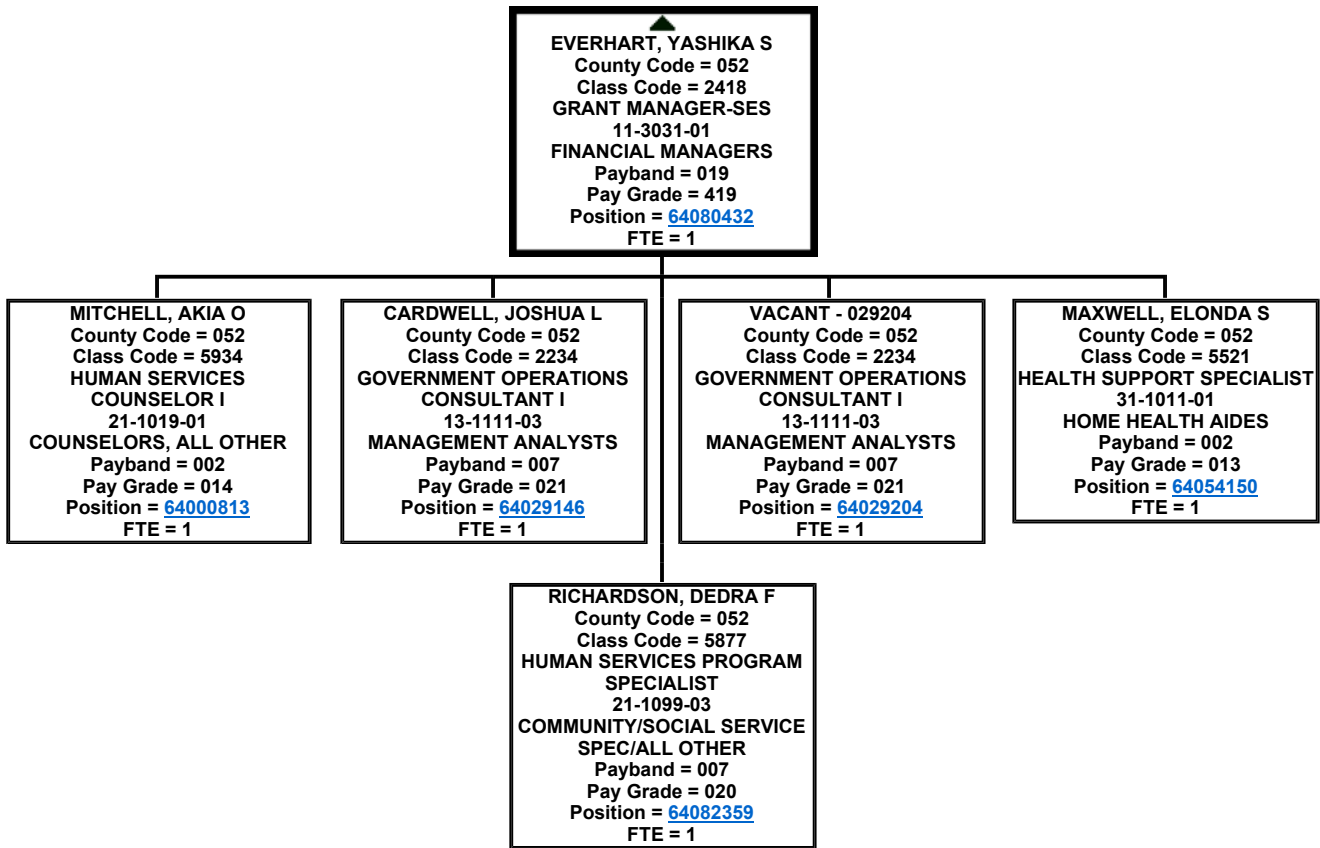 EVERHART, YASHIKA S
County Code = 052
Class Code = 2418
GRANT MANAGER-SES
11-3031-01
FINANCIAL MANAGERS
Payband = 019
Pay Grade = 419
Position = 64080432
FTE = 1
MITCHELL, AKIA O
County Code = 052
Class Code = 5934
HUMAN SERVICES
COUNSELOR I
21-1019-01
COUNSELORS, ALL OTHER
Payband = 002
Pay Grade = 014
Position = 64000813
FTE = 1
CARDWELL, JOSHUA L
County Code = 052
Class Code = 2234
GOVERNMENT OPERATIONS
CONSULTANT I
13-1111-03
MANAGEMENT ANALYSTS
Payband = 007
Pay Grade = 021
Position = 64029146
FTE = 1
VACANT - 029204
County Code = 052
Class Code = 2234
GOVERNMENT OPERATIONS
CONSULTANT I
13-1111-03
MANAGEMENT ANALYSTS
Payband = 007
Pay Grade = 021
Position = 64029204
FTE = 1
MAXWELL, ELONDA S
County Code = 052
Class Code = 5521
HEALTH SUPPORT SPECIALIST
31-1011-01
HOME HEALTH AIDES
Payband = 002
Pay Grade = 013
Position = 64054150
FTE = 1
RICHARDSON, DEDRA F
County Code = 052
Class Code = 5877
HUMAN SERVICES PROGRAM
SPECIALIST
21-1099-03
COMMUNITY/SOCIAL SERVICE
SPEC/ALL OTHER
Payband = 007
Pay Grade = 020
Position = 64082359
FTE = 1